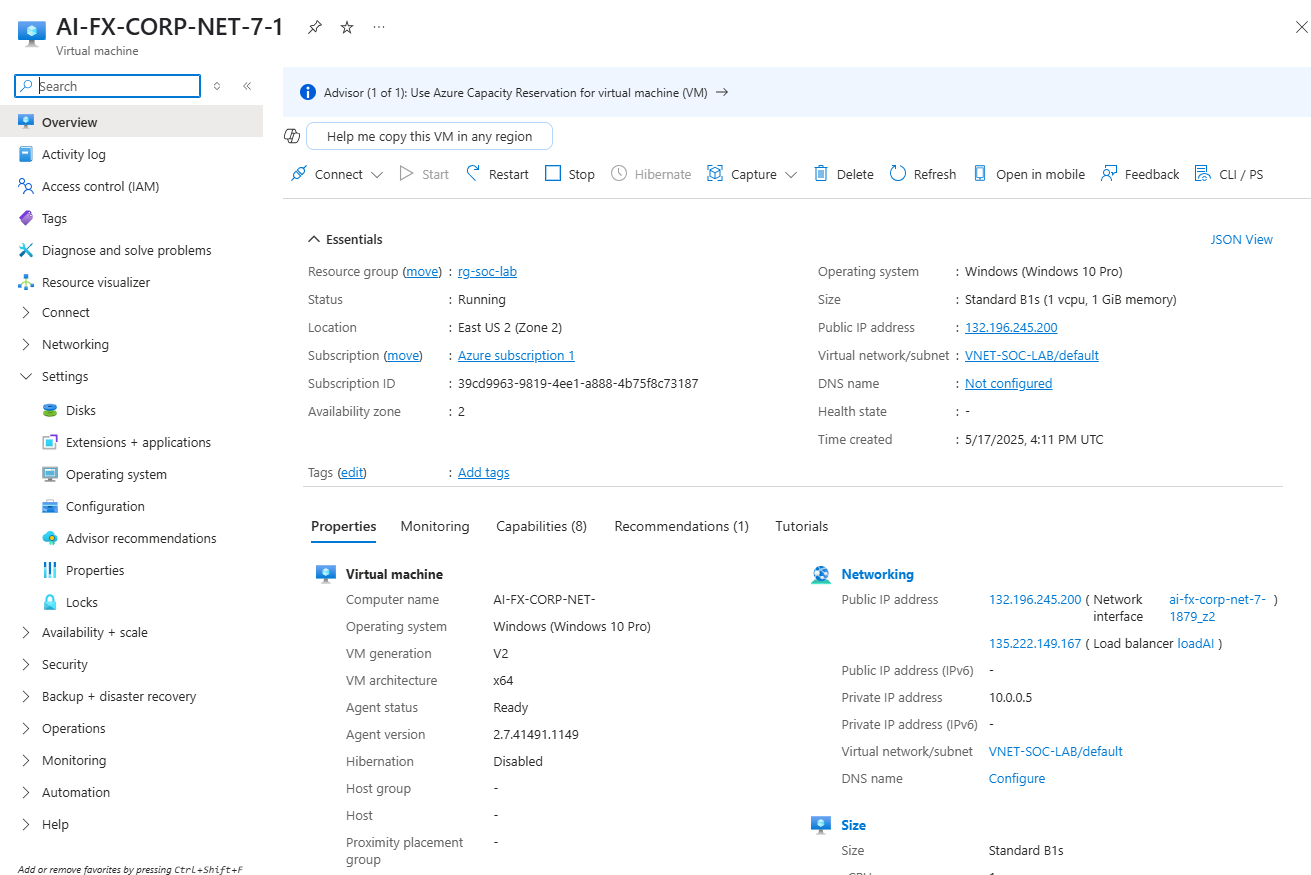 AI-FX-CORP-NET-7-1
Virtual machine
Search
Overview
Activity log
Access control (IAM)
Tags
Diagnose and solve problems
Resource visualizer
Connect
Networking
Settings
Disks
Extensions + applications
Operating system
Configuration
Advisor recommendations
Properties
Locks
Availability + scale
Security
Backup + disaster recovery
Operations
Monitoring
Automation
Help
Add or remove favorites by pressing Ctrl+Shift+F
Advisor (1 of 1): Use Azure Capacity Reservation for virtual machine (VM) →
Help me copy this VM in any region
Connect Start Restart Stop Hibernate Capture Delete Refresh Open in mobile Feedback CLI / PS
Essentials
JSON View
Resource group (move) : rg-soc-lab
Status : Running
Location : East US 2 (Zone 2)
Subscription (move) : Azure subscription 1
Subscription ID : 39cd9963-9819-4ee1-a888-4b75f8c73187
Availability zone : 2
Operating system : Windows (Windows 10 Pro)
Size : Standard B1s (1 vcpu, 1 GiB memory)
Public IP address : 132.196.245.200
Virtual network/subnet : VNET-SOC-LAB/default
DNS name : Not configured
Health state : -
Time created : 5/17/2025, 4:11 PM UTC
Tags (edit) : Add tags
Properties Monitoring Capabilities (8) Recommendations (1) Tutorials
Virtual machine
Computer name AI-FX-CORP-NET-
Operating system Windows (Windows 10 Pro)
VM generation V2
VM architecture x64
Agent status Ready
Agent version 2.7.41491.1149
Hibernation Disabled
Host group -
Host -
Proximity placement -
group
Networking
Public IP address 132.196.245.200 ( Network ai-fx-corp-net-7- )
interface 1879_z2
135.222.149.167 ( Load balancer loadAI )
Public IP address (IPv6) -
Private IP address 10.0.0.5
Private IP address (IPv6) -
Virtual network/subnet VNET-SOC-LAB/default
DNS name Configure
Size
Size Standard B1s